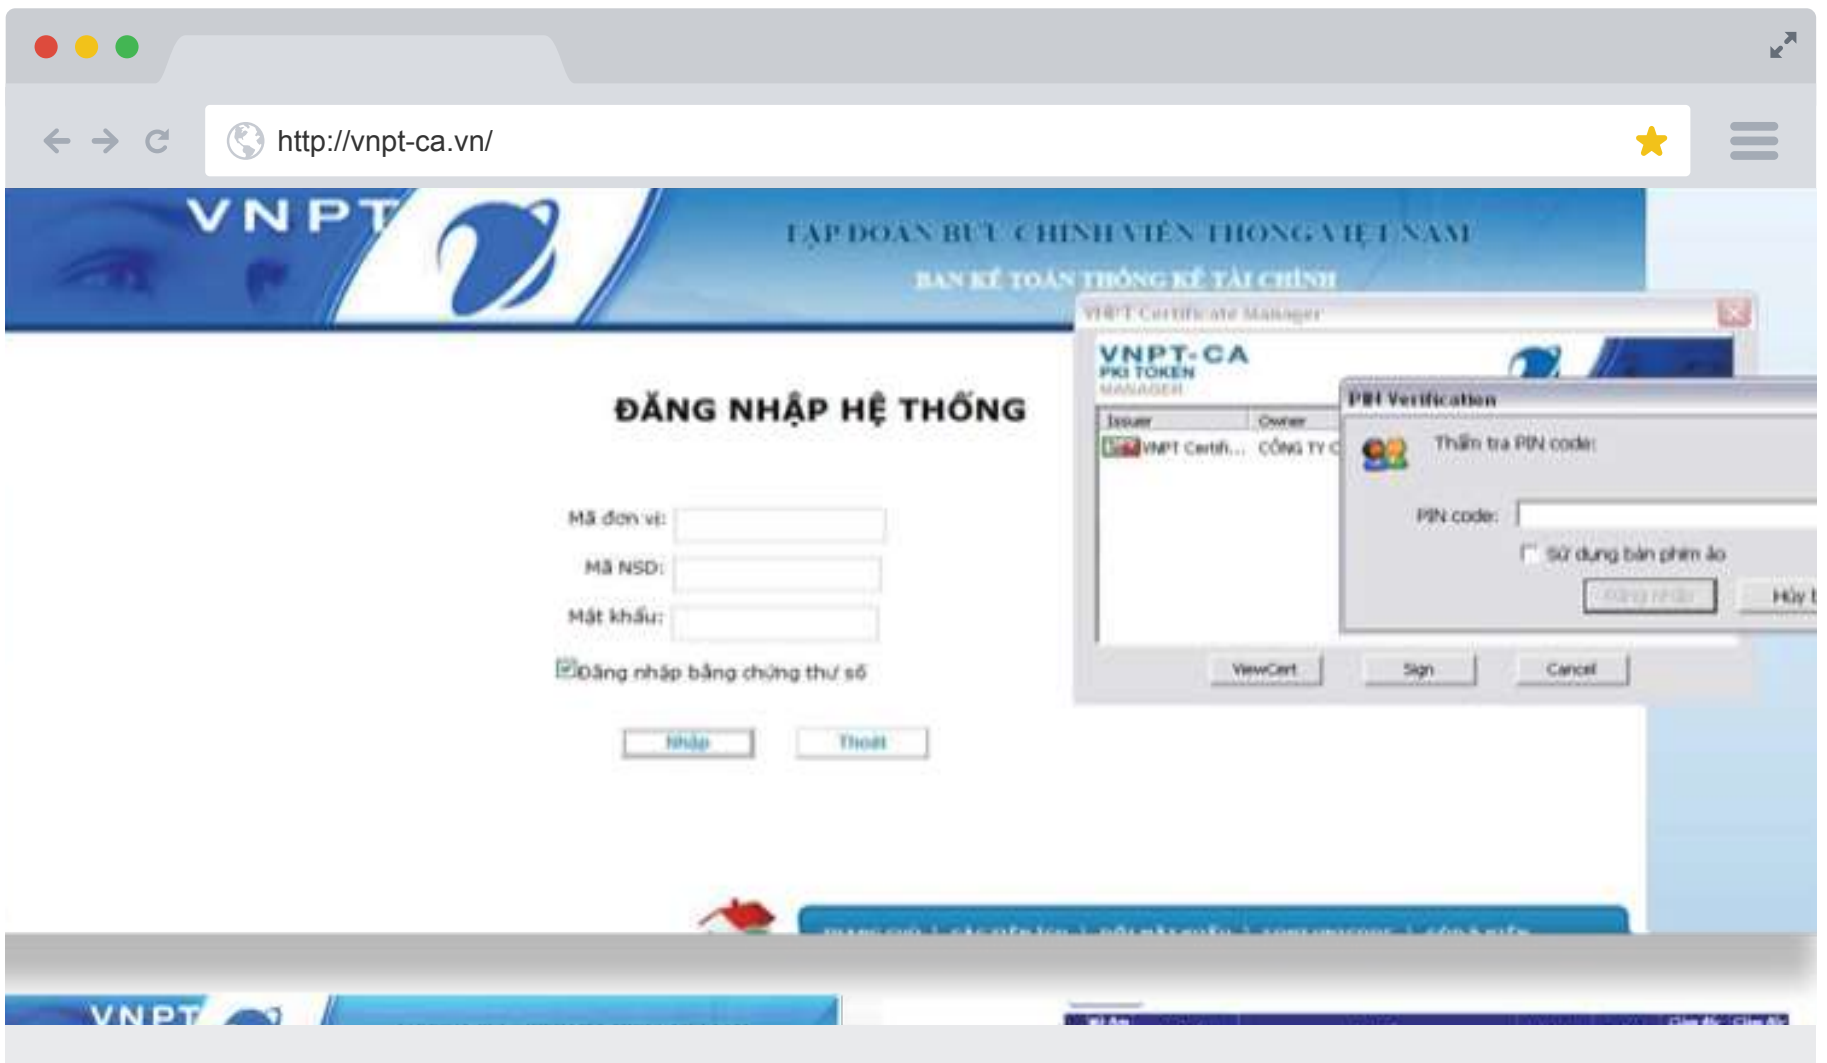 http://vnpt-ca.vn/
VNPT
TẬP ĐOÀN BƯU CHÍNH VIỄN THÔNG VIỆT NAM
BAN KẾ TOÁN THỐNG KÊ TÀI CHÍNH
VNPT Certificate Manager
VNPT-CA
PKI TOKEN
MANAGER
ĐĂNG NHẬP HỆ THỐNG
PIN Verification
Issuer Owner
Thẩm tra PIN code:
VNPT Certifi... CÔNG TY C
Mã đơn vị:
PIN code:
Sử dụng bàn phím ảo
Mã NSD:
Đăng nhập
Hủy b
Mật khẩu:
Đăng nhập bằng chứng thư số
ViewCert Sign Cancel
Nhập Thoát
VNPT